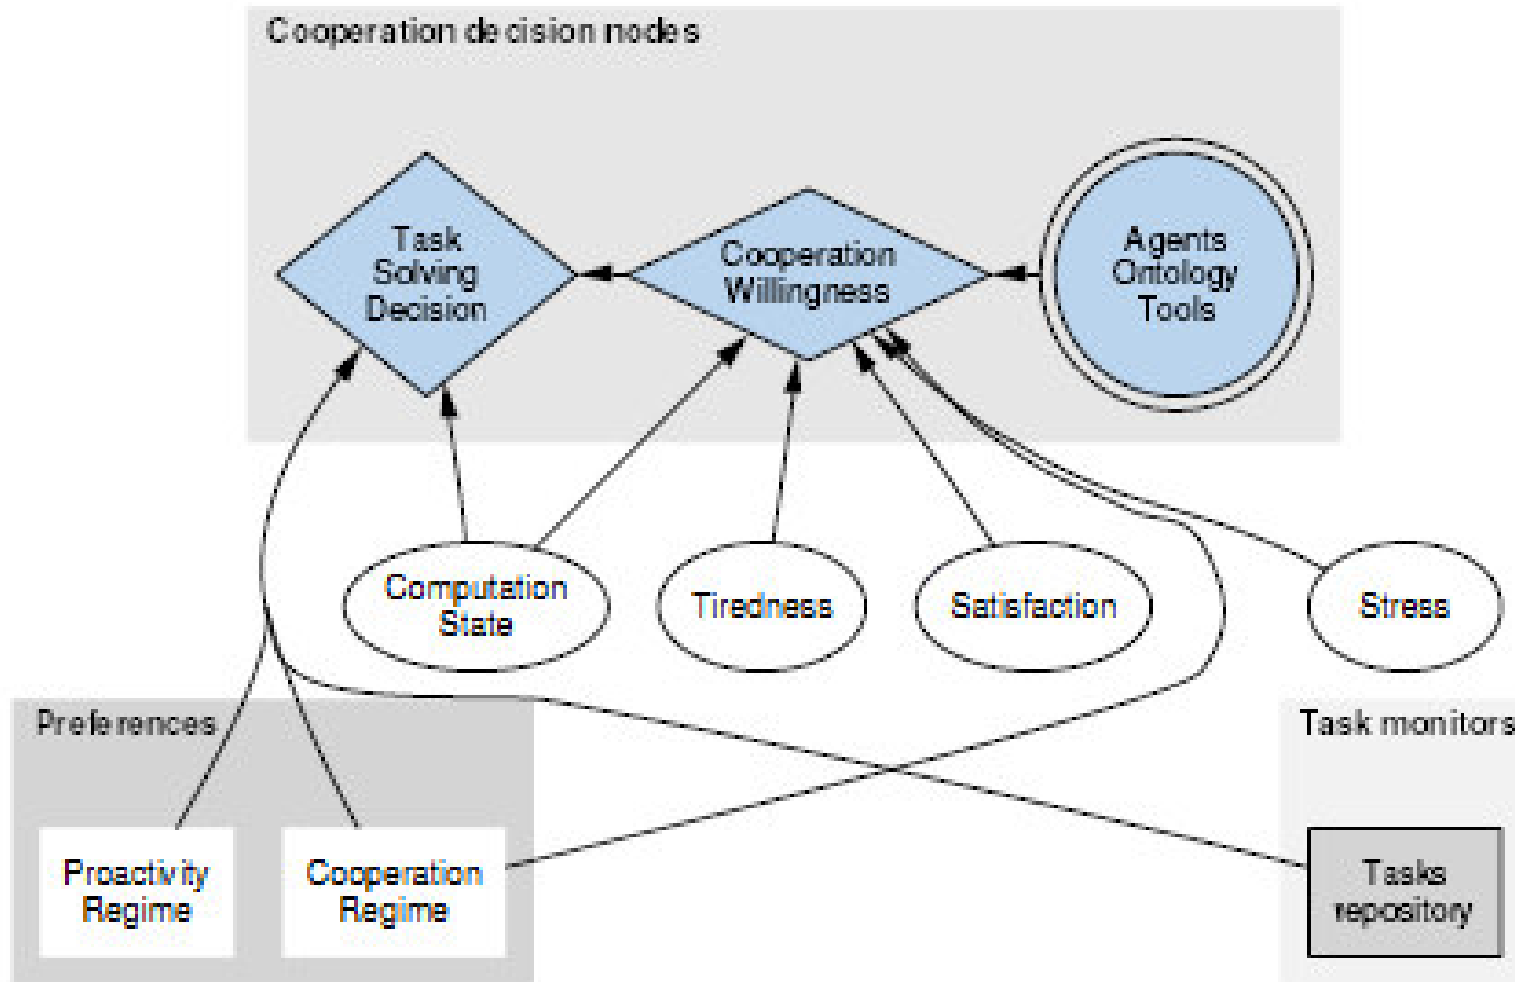 Cooperation decision nodes
Task
Solving
Decision
Cooperation
Willingness
Agents
Ontology
Tools
Computation
State
Tiredness
Satisfaction
Stress
Preferences
Task monitors
Proactivity
Regime
Cooperation
Regime
Tasks
repository